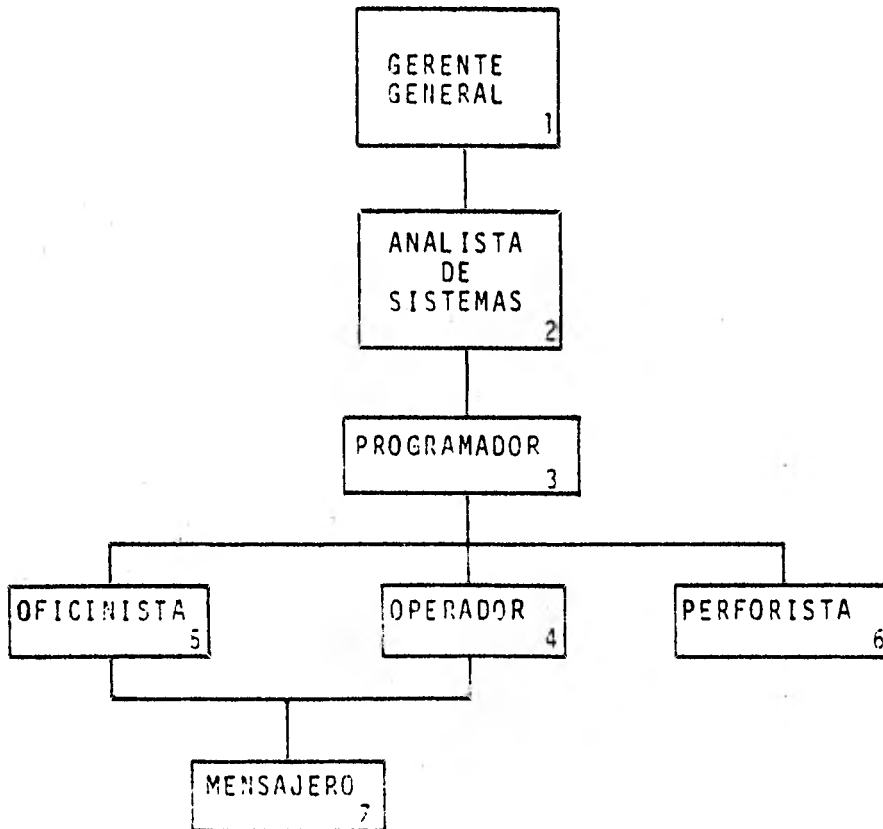 GERENTE
GENERAL
1
ANALISTA
DE
SISTEMAS
2
PROGRAMADOR
3
OFICINISTA
5
OPERADOR
4
PERFORISTA
6
MENSAJERO
7